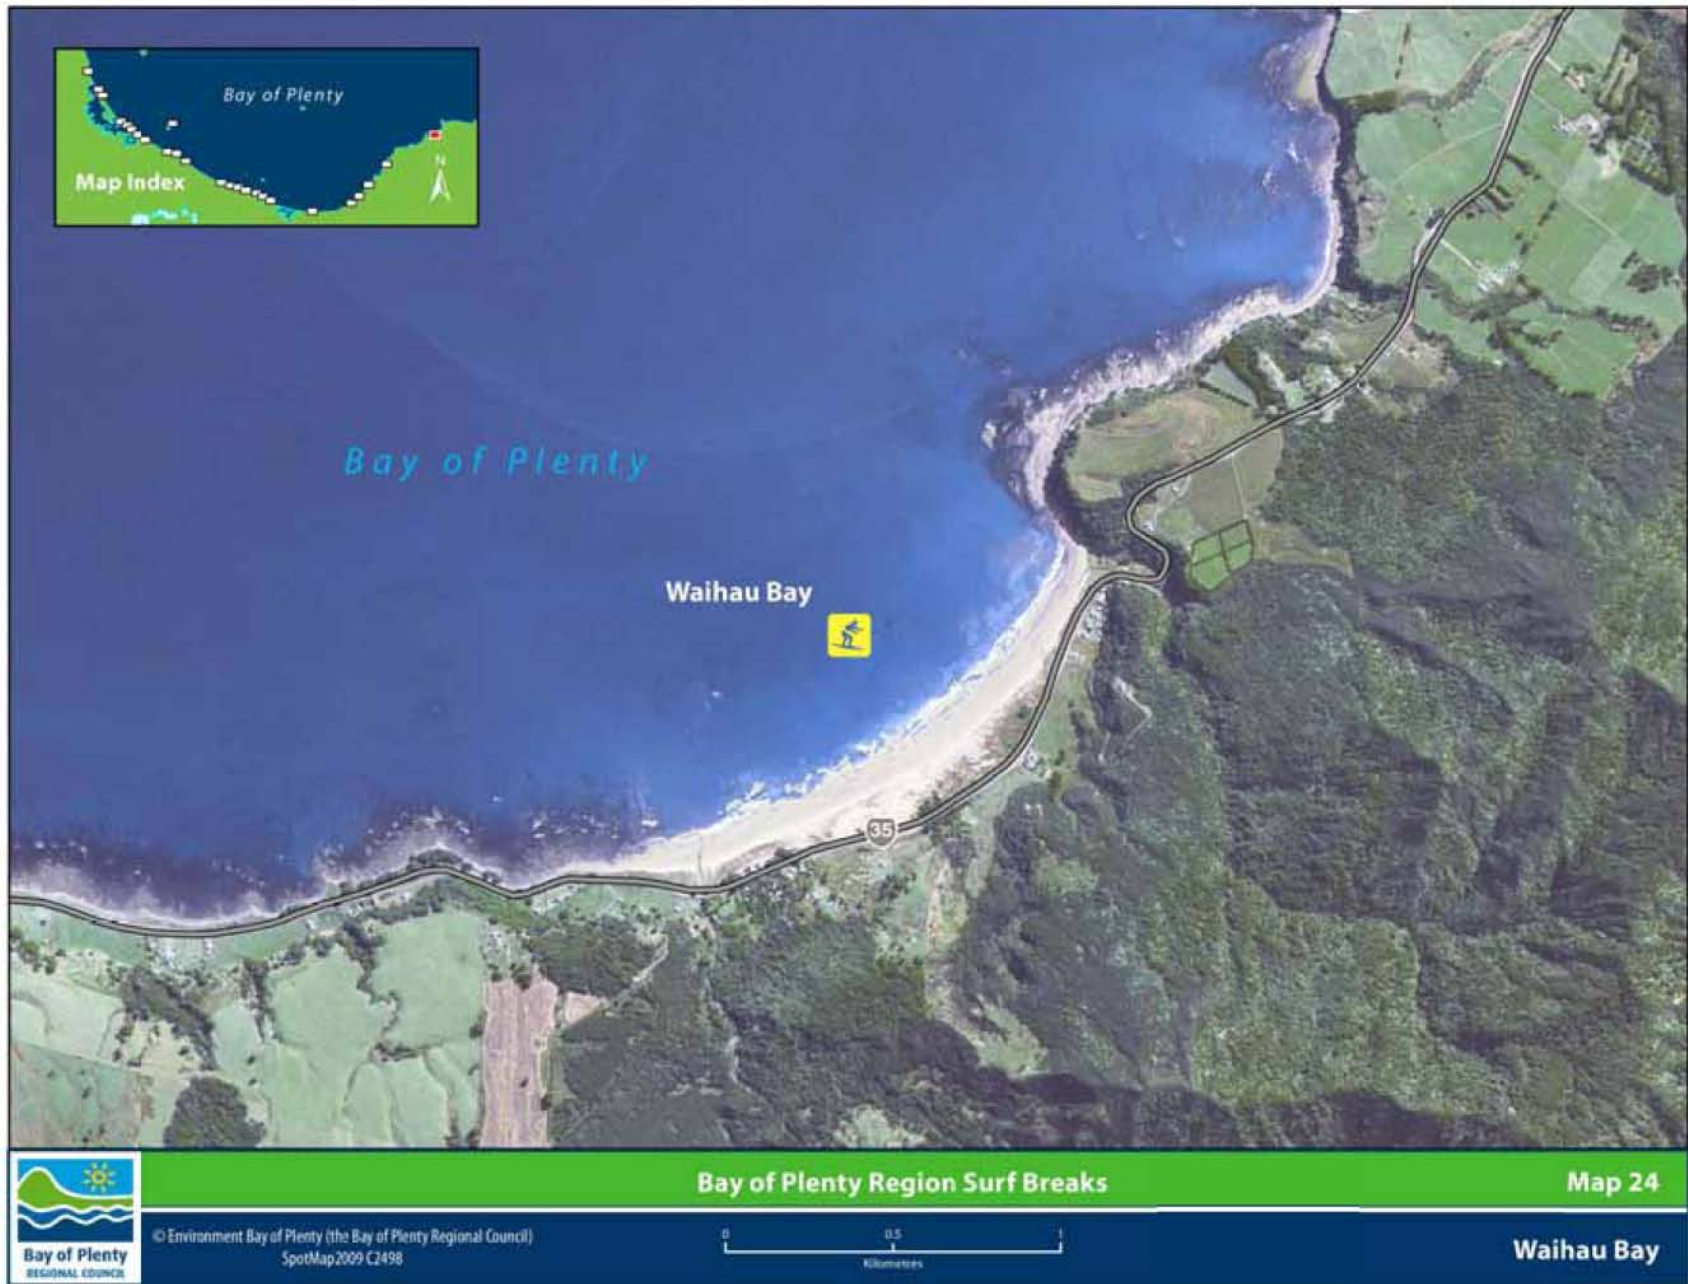 Bay of Plenty
Map Index
N
Bay of Plenty
Waihau Bay
35
Bay of Plenty Region Surf Breaks
Map 24
Bay of Plenty
REGIONAL COUNCIL
© Environment Bay of Plenty (the Bay of Plenty Regional Council)
SpotMap2009 C2498
0 0.5 1
Kilometres
Waihau Bay